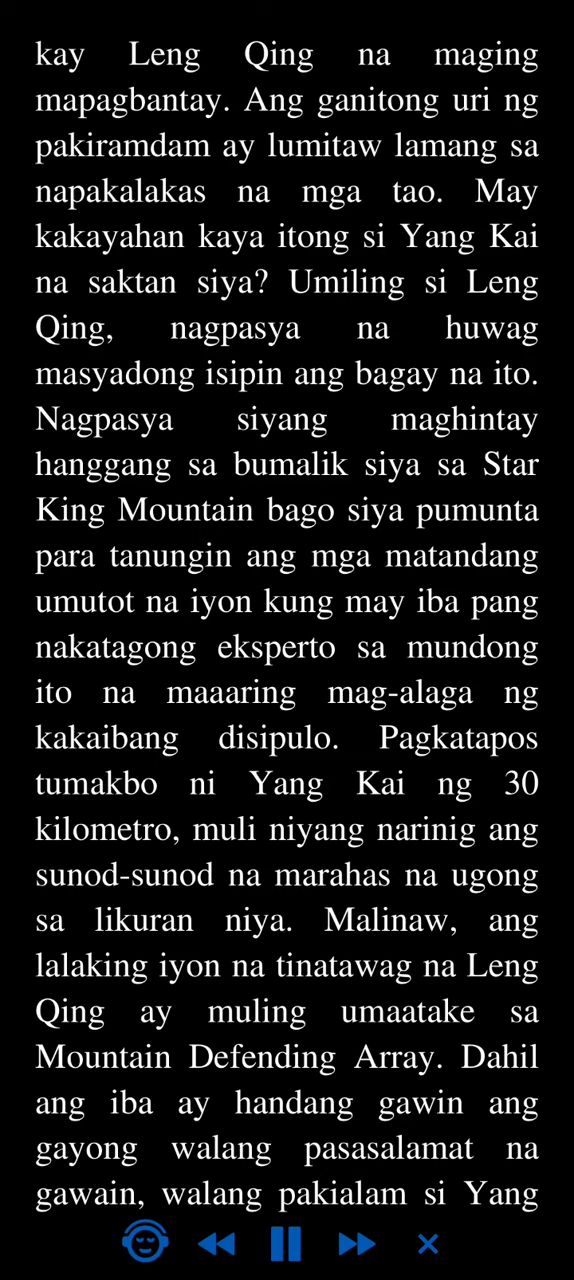 kay Leng Qing na maging
mapagbantay. Ang ganitong uri ng
pakiramdam ay lumitaw lamang sa
napakalakas na mga tao. May
kakayahan kaya itong si Yang Kai
na saktan siya? Umiling si Leng
Qing, nagpasya na huwag
masyadong isipin ang bagay na ito.
Nagpasya siyang maghintay
hanggang sa bumalik siya sa Star
King Mountain bago siya pumunta
para tanungin ang mga matandang
umutot na iyon kung may iba pang
nakatagong eksperto sa mundong
ito na maaaring mag-alaga ng
kakaibang disipulo. Pagkatapos
tumakbo ni Yang Kai ng 30
kilometro, muli niyang narinig ang
sunod-sunod na marahas na ugong
sa likuran niya. Malinaw, ang
lalaking iyon na tinatawag na Leng
Qing ay muling umaatake sa
Mountain Defending Array. Dahil
ang iba ay handang gawin ang
gayong walang pasasalamat na
gawain, walang pakialam si Yang